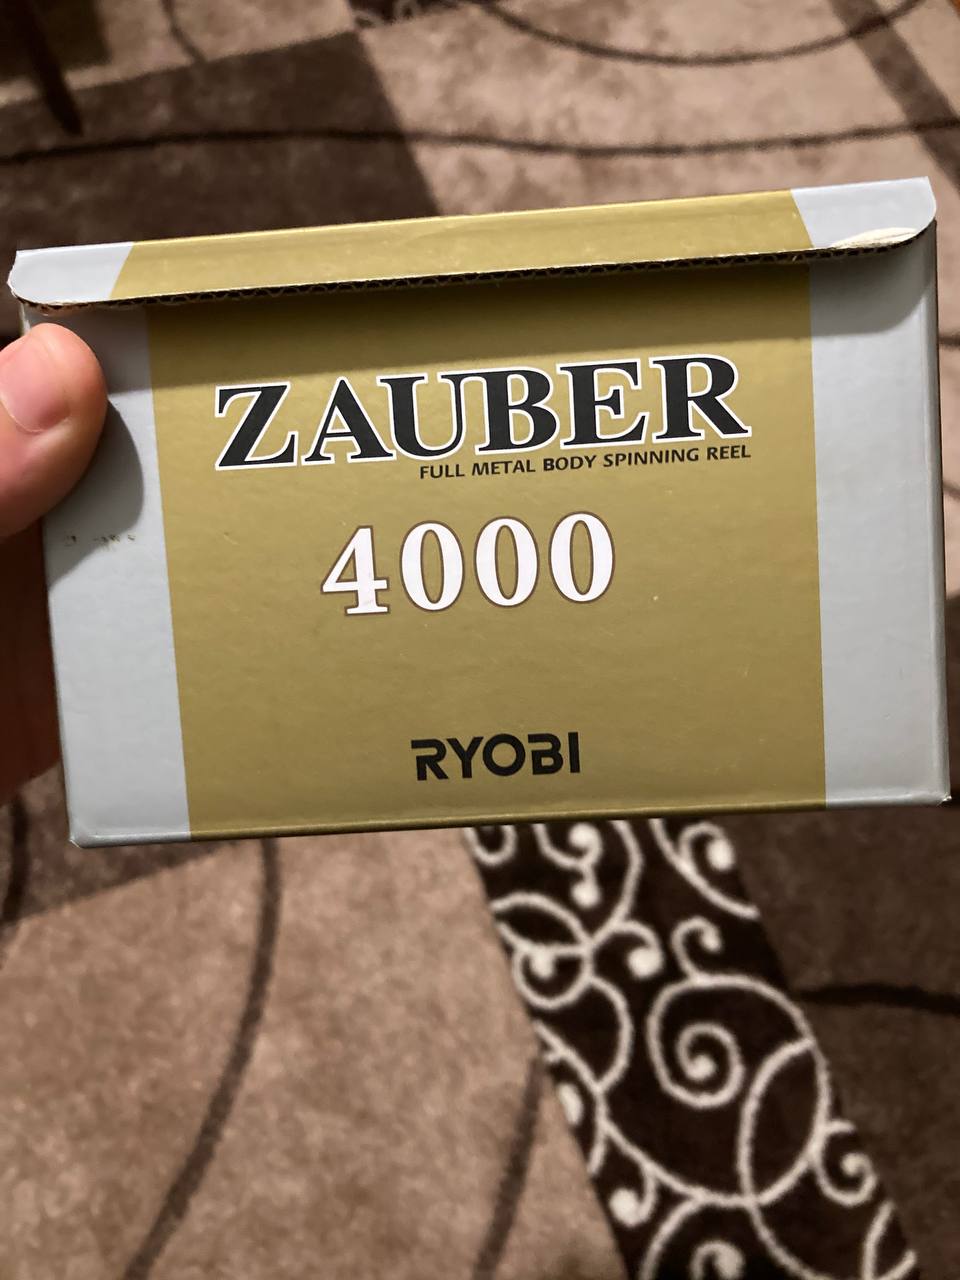 ZAUBER
FULL METAL BODY SPINNING REEL
4000
RYOBI